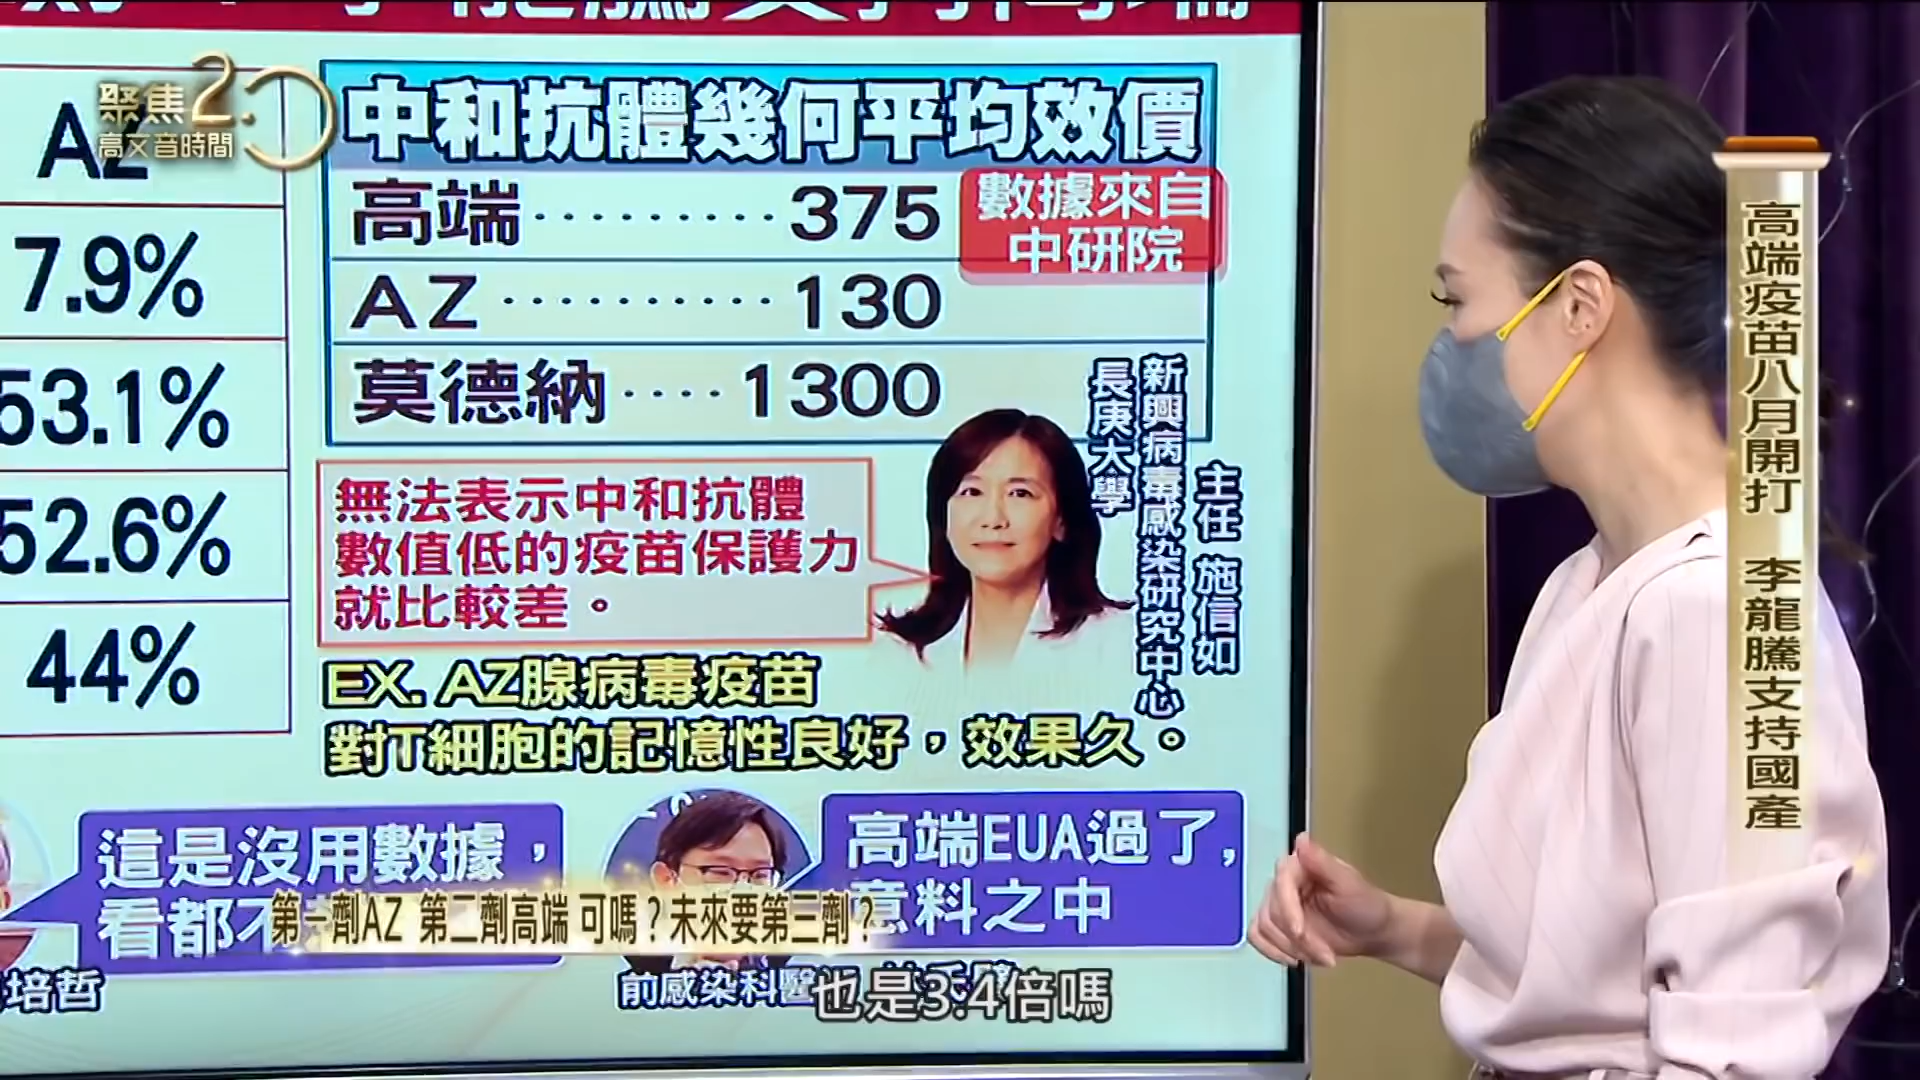 聚焦2.0
高文音時間
AZ
7.9%
53.1%
52.6%
44%
中和抗體幾何平均效價
高端········375
AZ··········130
莫德納····1300
數據來自
中研院
無法表示中和抗體
數值低的疫苗保護力
就比較差。
長庚大學
新興病毒感染研究中心
主任 施信如
EX. AZ腺病毒疫苗
對T細胞的記憶性良好，效果久。
這是沒用數據，
看都不
培哲
高端EUA過了,
意料之中
前感染科醫
第一劑AZ 第二劑高端 可嗎？未來要第三劑？
也是3.4倍嗎
高端疫苗八月開打 李龍騰支持國產